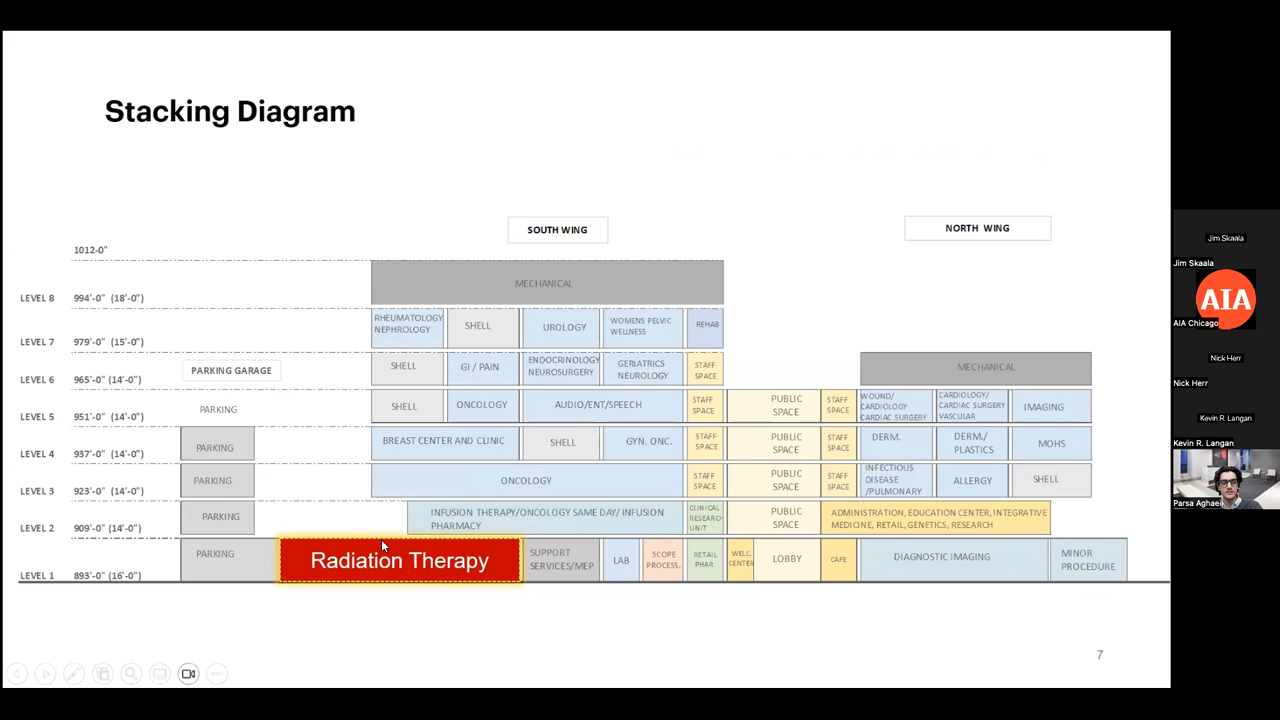 Stacking Diagram
SOUTH WING
NORTH WING
1012-0"
MECHANICAL
LEVEL 8 994'-0" (18'-0")
RHEUMATOLOGY
NEPHROLOGY
SHELL
UROLOGY
WOMENS PELVIC
WELLNESS
REHAB
LEVEL 7 979'-0" (15'-0")
PARKING GARAGE
SHELL
GI / PAIN
ENDOCRINOLOGY
NEUROSURGERY
GERIATRICS
NEUROLOGY
STAFF
SPACE
MECHANICAL
LEVEL 6 965'-0" (14'-0")
PARKING
SHELL
ONCOLOGY
AUDIO/ENT/SPEECH
STAFF
SPACE
PUBLIC
SPACE
STAFF
SPACE
WOUND/
CARDIOLOGY
CARDIAC SURGERY
CARDIOLOGY/
CARDIAC SURGERY
VASCULAR
IMAGING
LEVEL 5 951'-0" (14'-0")
PARKING
BREAST CENTER AND CLINIC
SHELL
GYN. ONC.
STAFF
SPACE
PUBLIC
SPACE
STAFF
SPACE
DERM.
DERM./
PLASTICS
MOHS
LEVEL 4 937'-0" (14'-0")
PARKING
ONCOLOGY
STAFF
SPACE
PUBLIC
SPACE
STAFF
SPACE
INFECTIOUS
DISEASE
/PULMONARY
ALLERGY
SHELL
LEVEL 3 923'-0" (14'-0")
PARKING
INFUSION THERAPY/ONCOLOGY SAME DAY/ INFUSION
PHARMACY
CLINICAL
RESEARCH
UNIT
PUBLIC
SPACE
ADMINISTRATION, EDUCATION CENTER, INTEGRATIVE
MEDICINE, RETAIL, GENETICS, RESEARCH
LEVEL 2 909'-0" (14'-0")
PARKING
Radiation Therapy
SUPPORT
SERVICES/MEP
LAB
SCOPE
PROCESS.
RETAIL
PHAR.
WELC.
CENTER
LOBBY
CAFE
DIAGNOSTIC IMAGING
MINOR
PROCEDURE
LEVEL 1 893'-0" (16'-0")
7
Jim Skaala
Jim Skaala
AIA
AIA Chicago
Nick Herr
Nick Herr
Kevin R. Langan
Kevin R. Langan
Parsa Aghaei